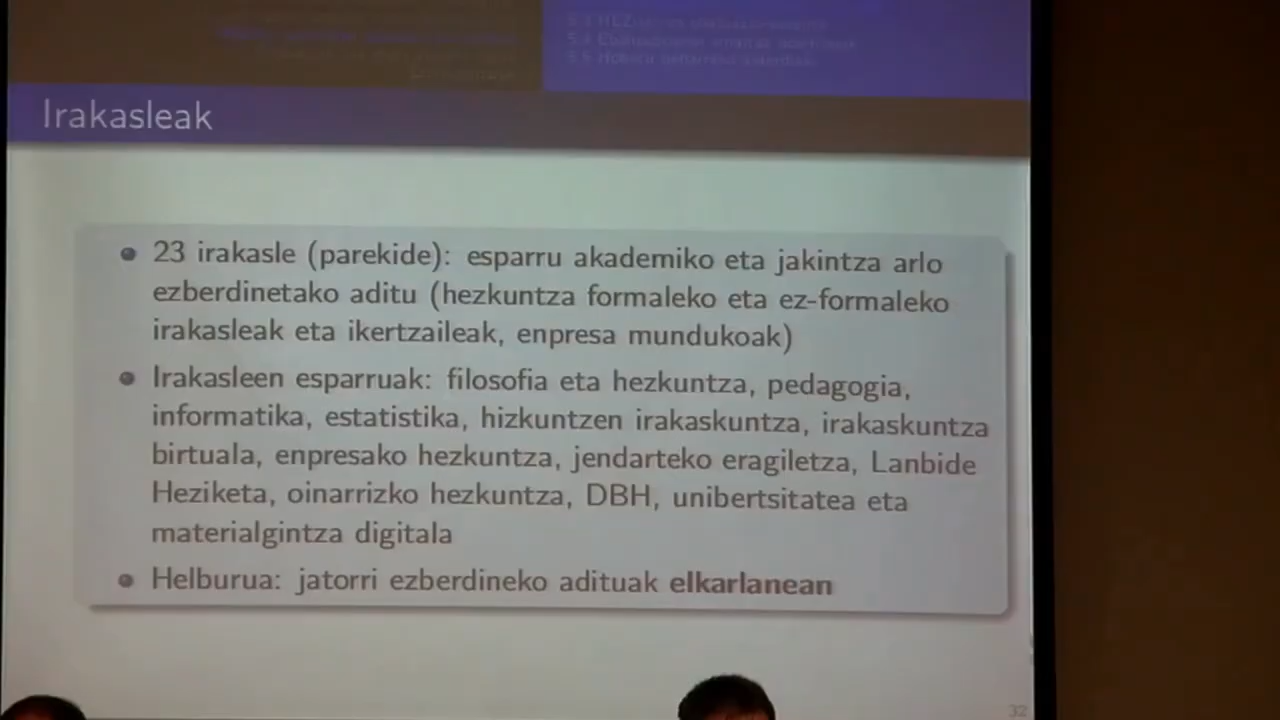 Irakasleak
23 irakasle (parekide): esparru akademiko eta jakintza arlo
ezberdinetako aditu (hezkuntza formaleko eta ez-formaleko
irakasleak eta ikertzaileak, enpresa mundukoak)
Irakasleen esparruak: filosofia eta hezkuntza, pedagogia,
informatika, estatistika, hizkuntzen irakaskuntza, irakaskuntza
birtuala, enpresako hezkuntza, jendarteko eragiletza, Lanbide
Heziketa, oinarrizko hezkuntza, DBH, unibertsitatea eta
materialgintza digitala
Helburua: jatorri ezberdineko adituak elkarlanean
32